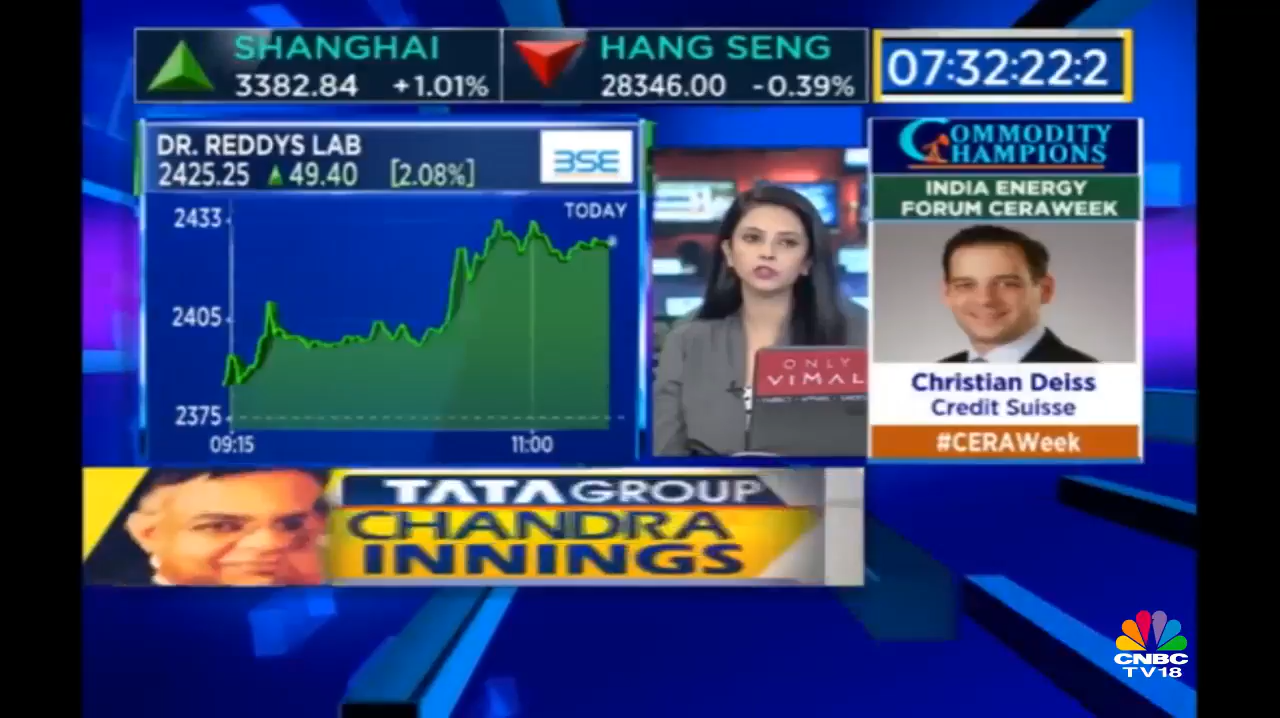 SHANGHAI
3382.84 +1.01%
HANG SENG
28346.00 -0.39%
07:32:22:2
DR. REDDYS LAB
2425.25 ▲ 49.40 [2.08%]
BSE
TODAY
2433
2405
2375
09:15 11:00
ONLY
VIMAL
COMMODITY
CHAMPIONS
INDIA ENERGY
FORUM CERAWEEK
Christian Deiss
Credit Suisse
#CERAWeek
TATA GROUP
CHANDRA
INNINGS
CNBC
TV18